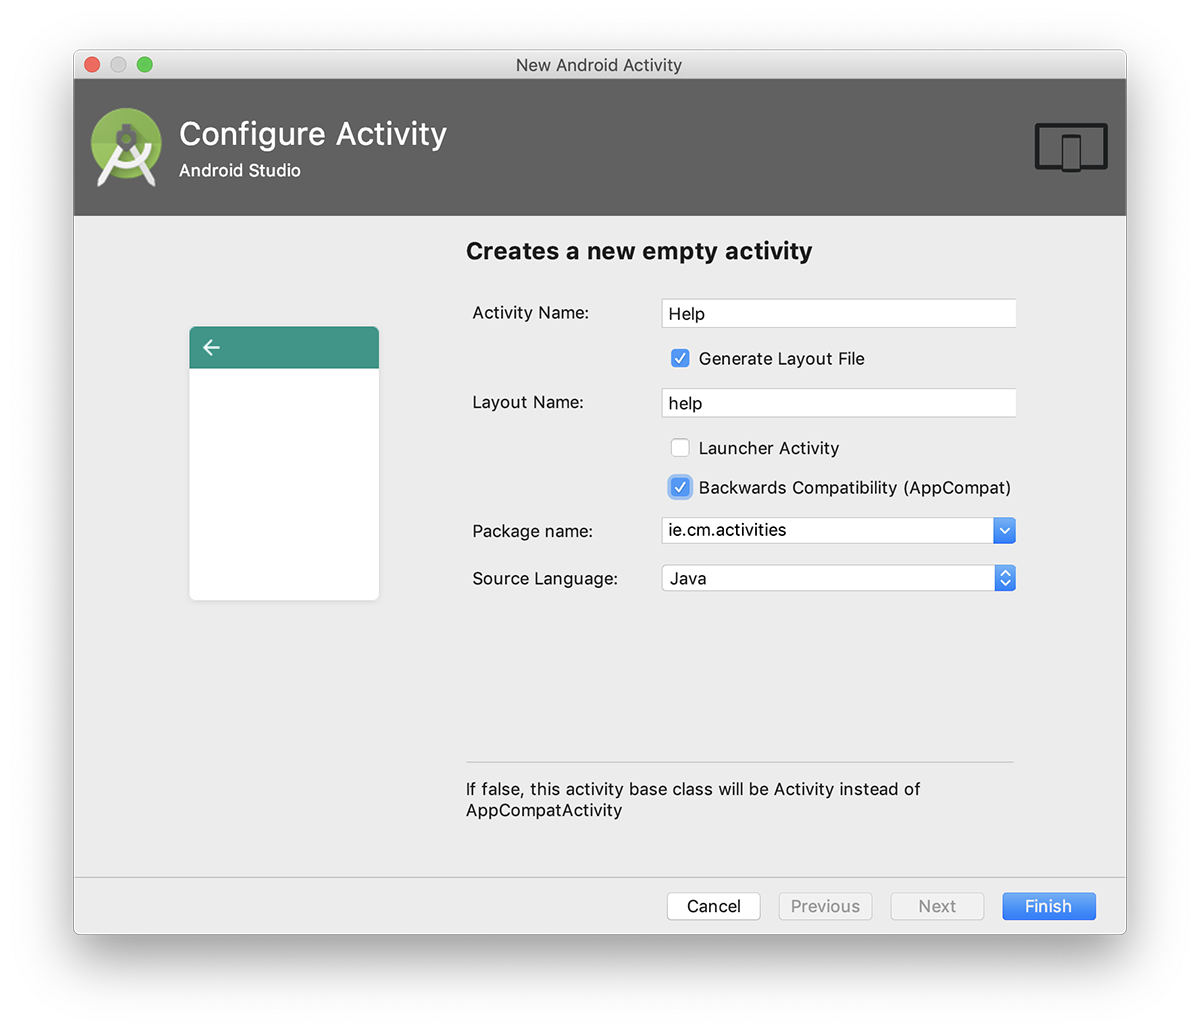 New Android Activity
Configure Activity
Android Studio
Creates a new empty activity
Activity Name: Help
Generate Layout File
Layout Name: help
Launcher Activity
Backwards Compatibility (AppCompat)
Package name: ie.cm.activities
Source Language: Java
If false, this activity base class will be Activity instead of
AppCompatActivity
Cancel Previous Next Finish